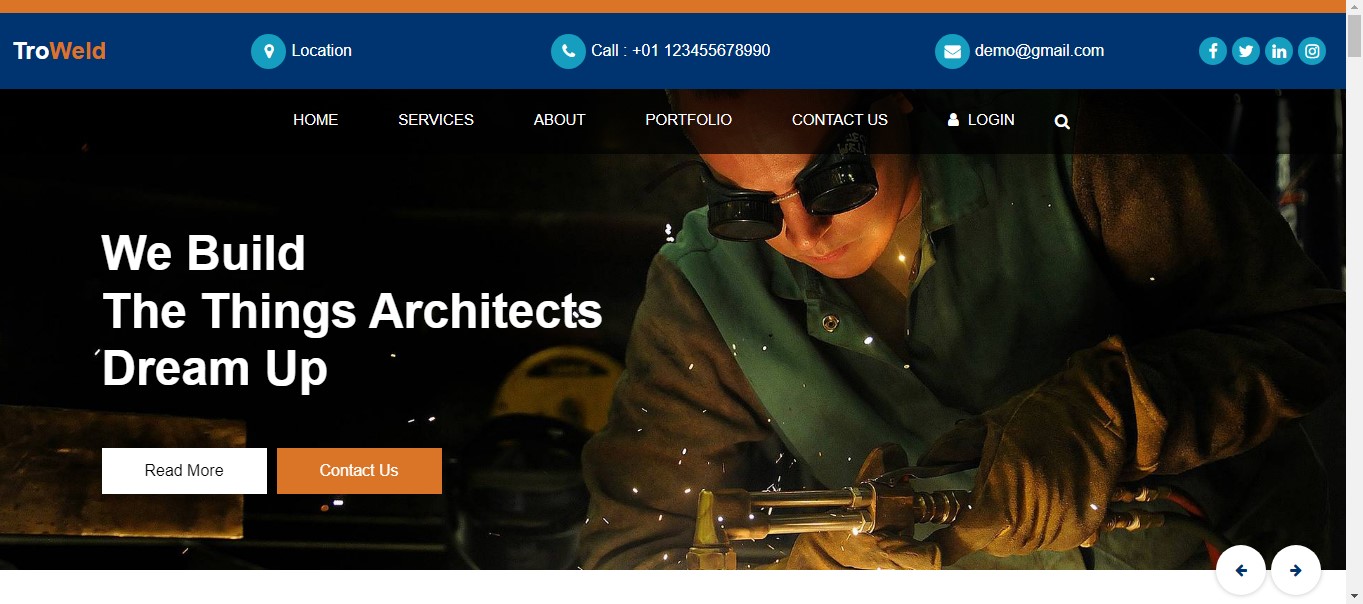 TroWeld
Location
Call : +01 123455678990
demo@gmail.com
HOME
SERVICES
ABOUT
PORTFOLIO
CONTACT US
LOGIN
We Build
The Things Architects
Dream Up
Read More
Contact Us